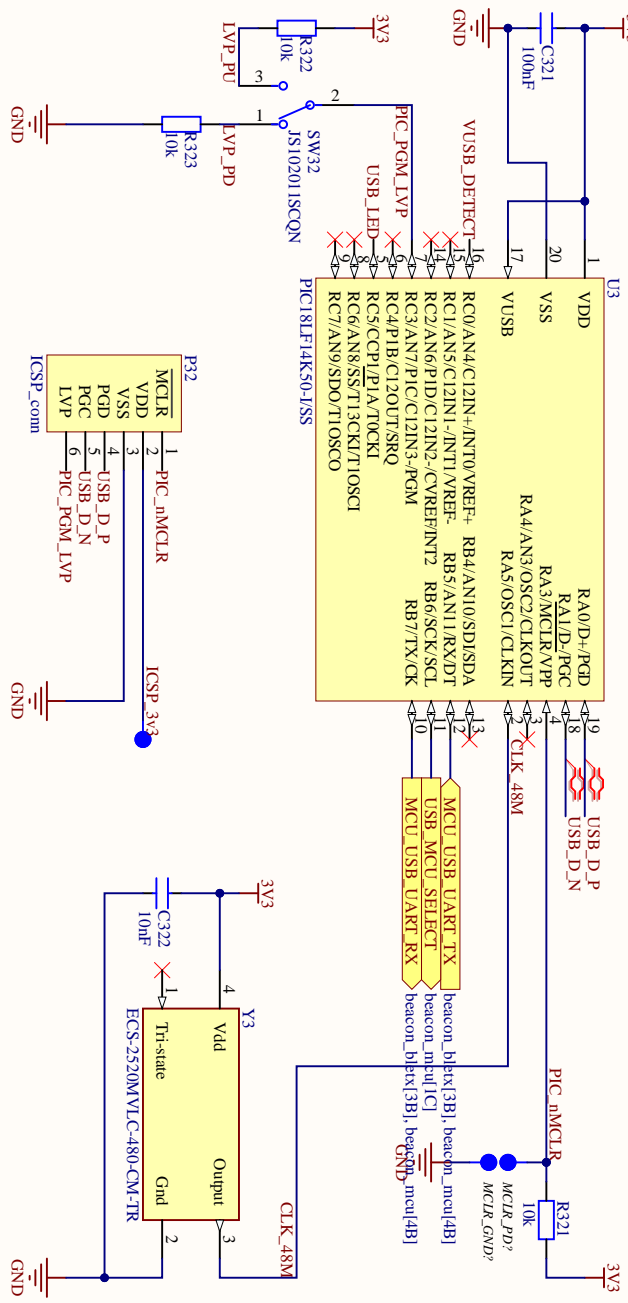 3V3
C321
100nF
GND
3V3
R322
10k
LVP_PU
3
2
1
SW32
JS102011SCQN
R323
10k
LVP_PD
GND
PIC_PGM_LVP
USB_LED
VUSB_DETECT
U3
1
VDD
20
VSS
17
VUSB
16
RC0/AN4/C12IN+/INT0/VREF+
15
RC1/AN5/C12IN1-/INT1/VREF-
14
RC2/AN6/P1D/C12IN2-/CVREF/INT2
7
RC3/AN7/P1C/C12IN3-/PGM
6
RC4/P1B/C12OUT/SRQ
5
RC5/CCP1/P1A/T0CKI
8
RC6/AN8/SS/T13CKI/T1OSCI
9
RC7/AN9/SDO/T1OSCO
RA0/D+/PGD
19
RA1/D-/PGC
18
RA3/MCLR/VPP
4
RA4/AN3/OSC2/CLKOUT
3
RA5/OSC1/CLKIN
2
RB4/AN10/SDI/SDA
13
RB5/AN11/RX/DT
12
RB6/SCK/SCL
11
RB7/TX/CK
10
PIC18LF14K50-I/SS
USB_D_P
USB_D_N
CLK_48M
MCU_USB_UART_TX
beacon_bletx[3B], beacon_mcu[4B]
USB_MCU_SELECT
beacon_mcu[1C]
MCU_USB_UART_RX
beacon_bletx[3B], beacon_mcu[4B]
PIC_nMCLR
R321
10k
3V3
MCLR_PD?
MCLR_GND?
GND
P32
MCLR
1
PIC_nMCLR
VDD
2
VSS
3
PGD
4
USB_D_P
PGC
5
USB_D_N
LVP
6
PIC_PGM_LVP
ICSP_conn
ICSP_3v3
GND
3V3
C322
10nF
Y3
4
Vdd
1
Tri-state
Output
3
Gnd
2
ECS-2520MVLC-480-CM-TR
CLK_48M
GND